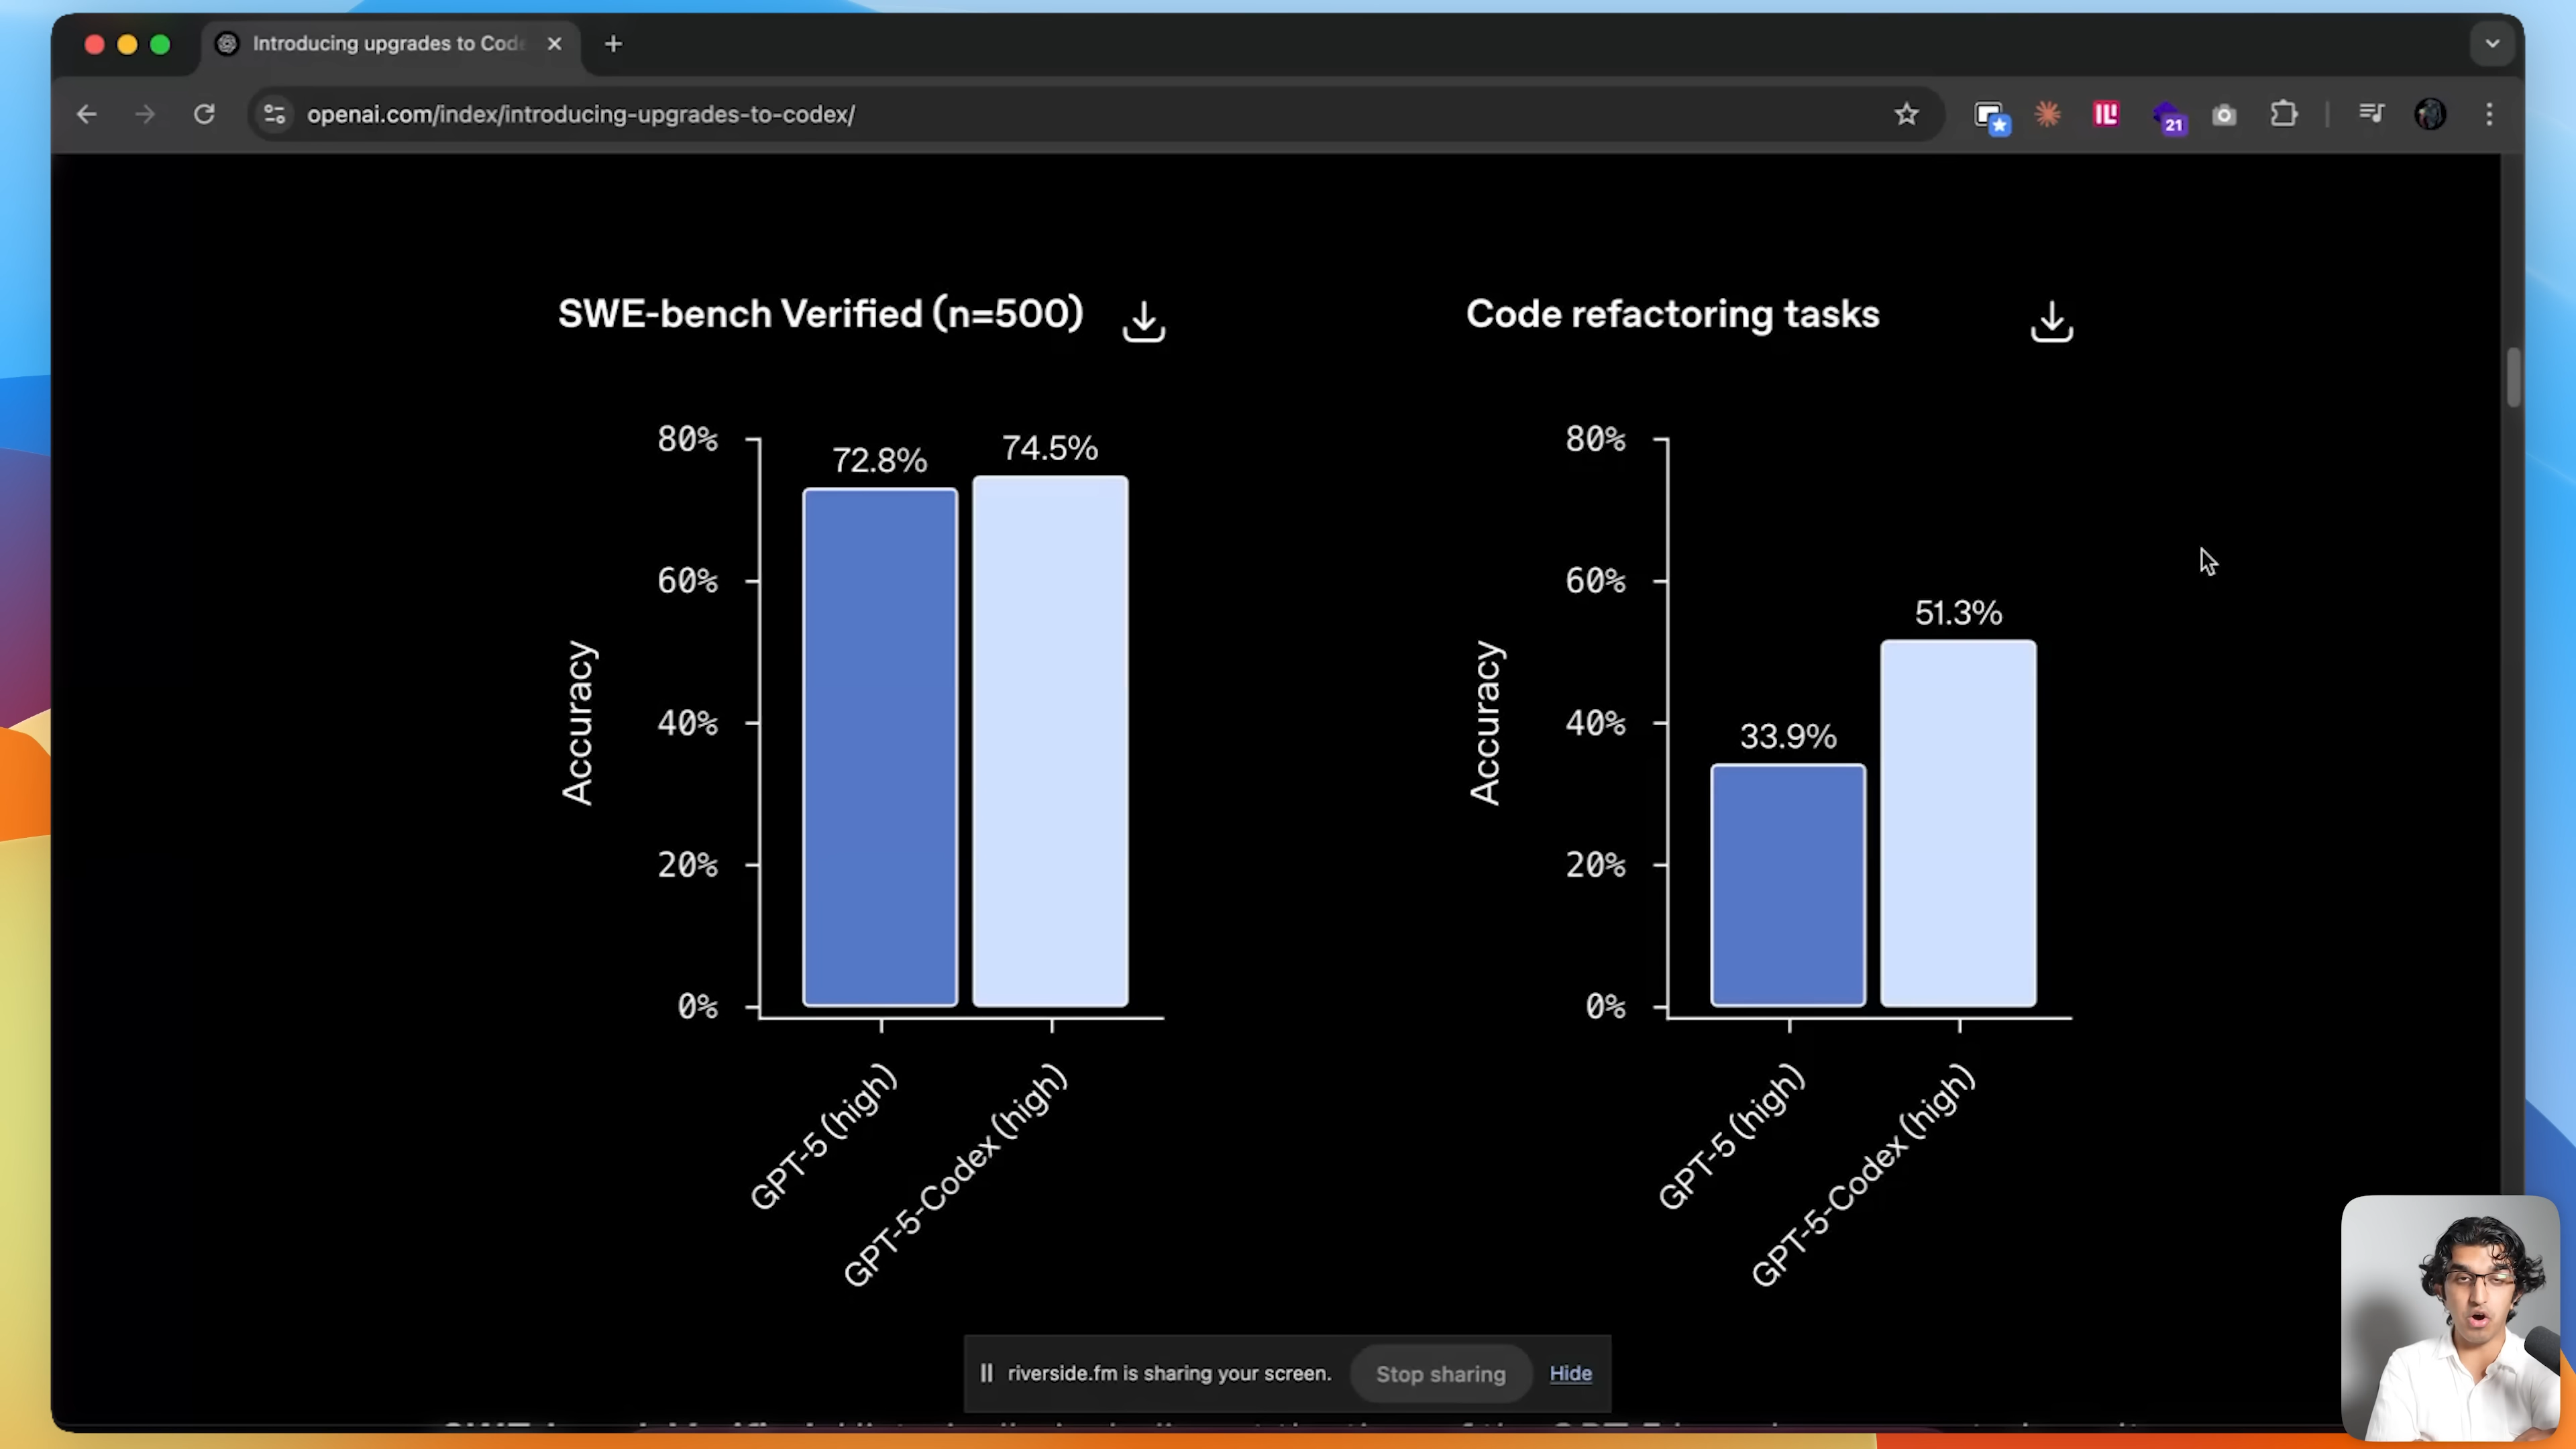 Introducing upgrades to Cod
openai.com/index/introducing-upgrades-to-codex/
21
SWE-bench Verified (n=500)
80%
60%
40%
20%
0%
Accuracy
72.8%
74.5%
GPT-5 (high)
GPT-5-Codex (high)
Code refactoring tasks
80%
60%
40%
20%
0%
Accuracy
33.9%
51.3%
GPT-5 (high)
GPT-5-Codex (high)
riverside.fm is sharing your screen.
Stop sharing
Hide